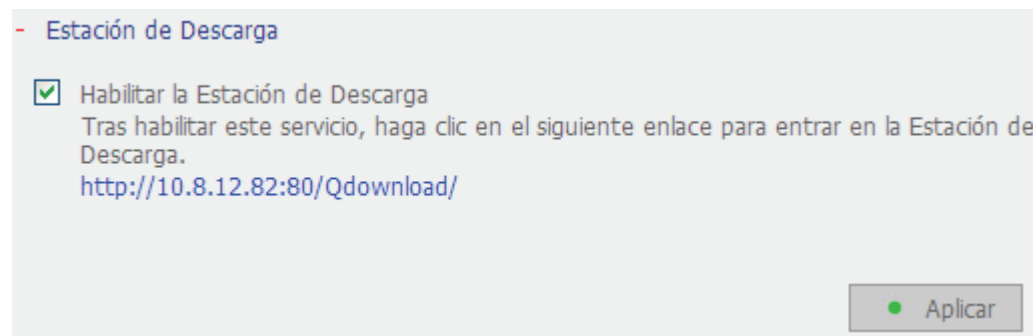 - Estación de Descarga
Habilitar la Estación de Descarga
Tras habilitar este servicio, haga clic en el siguiente enlace para entrar en la Estación de
Descarga.
http://10.8.12.82:80/Qdownload/
Aplicar